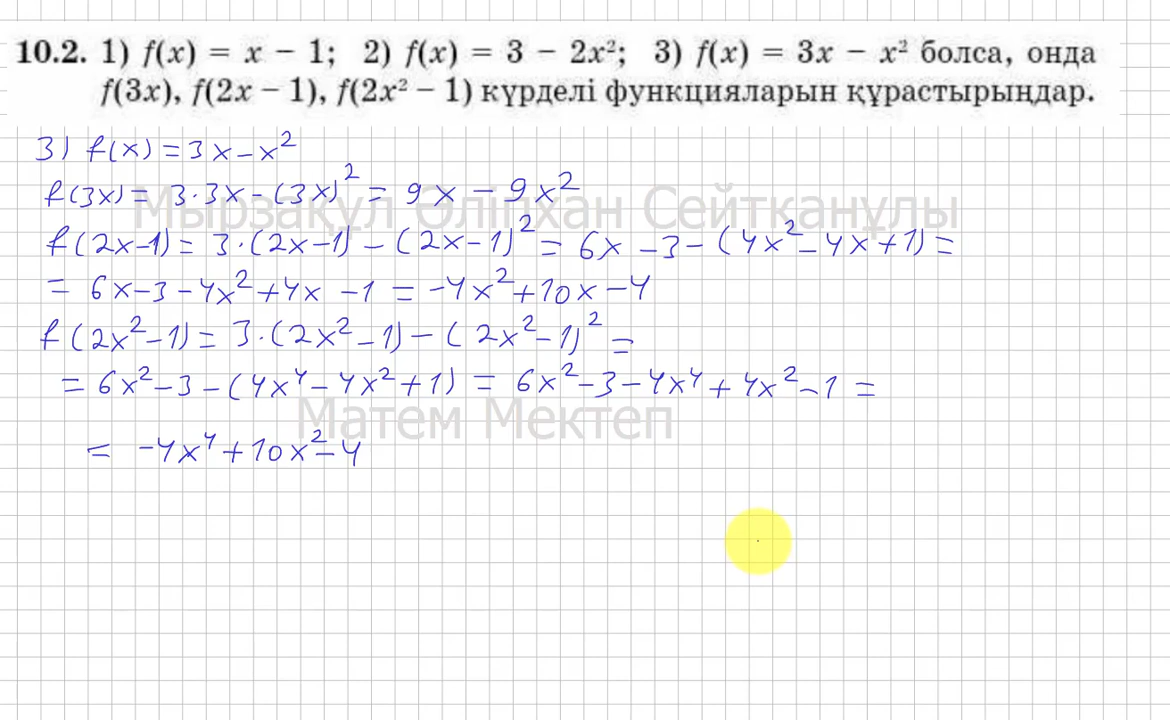 10.2. 1) f(x) = x − 1; 2) f(x) = 3 − 2x²; 3) f(x) = 3x − x² болса, онда
f(3x), f(2x − 1), f(2x² − 1) күрделі функцияларын құрастырыңдар.
3) f(x) = 3x − x²
f(3x) = 3·3x − (3x)² = 9x − 9x²
Мырзақұл Әліпхан Сейтқанұлы
f(2x−1) = 3·(2x−1) − (2x−1)² = 6x − 3 − (4x² − 4x + 1) =
= 6x − 3 − 4x² + 4x − 1 = −4x² + 10x − 4
f(2x² − 1) = 3·(2x² − 1) − (2x² − 1)² =
= 6x² − 3 − (4x⁴ − 4x² + 1) = 6x² − 3 − 4x⁴ + 4x² − 1 =
Матем Мектеп
= −4x⁴ + 10x² − 4